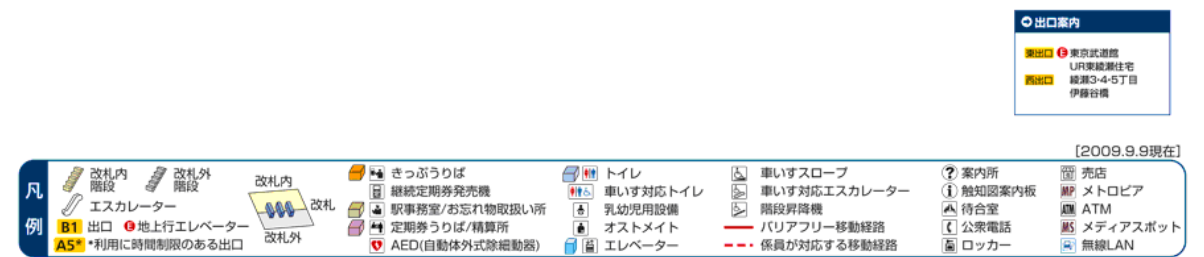 出口案内
東出口 E 東京武道館
UR東綾瀬住宅
西出口 綾瀬3-4-5丁目
伊藤谷橋
[2009.9.9現在]
凡例
改札内階段
改札外階段
エスカレーター
B1 出口 E 地上行エレベーター
A5* *利用に時間制限のある出口
改札内
改札
改札外
きっぷうりば
継続定期券発売機
駅事務室/お忘れ物取扱い所
定期券うりば/精算所
AED(自動体外式除細動器)
トイレ
車いす対応トイレ
乳幼児用設備
オストメイト
エレベーター
車いすスロープ
車いす対応エスカレーター
階段昇降機
バリアフリー移動経路
係員が対応する移動経路
? 案内所
i 触知図案内板
待合室
公衆電話
ロッカー
売店
MP メトロピア
ATM ATM
MS メディアスポット
無線LAN